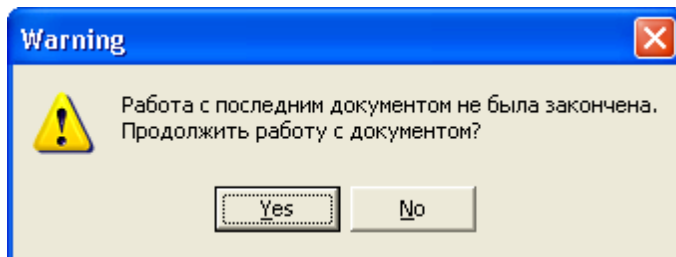 Warning
Работа с последним документом не была закончена.
Продолжить работу с документом?
Yes
No